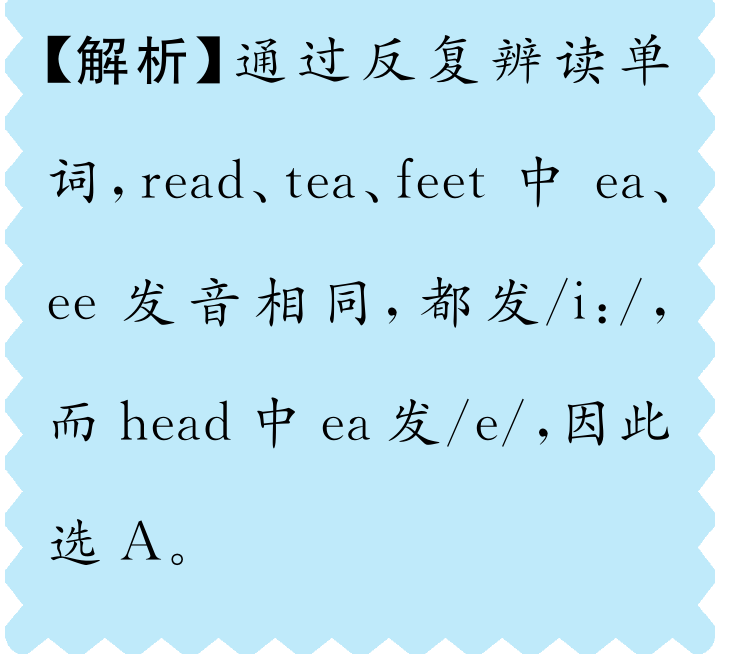 【解析】通过反复辨读单
词,read、tea、feet 中 ea、
ee 发音相同,都发/i:/,
而 head 中 ea 发/e/,因此
选 A。